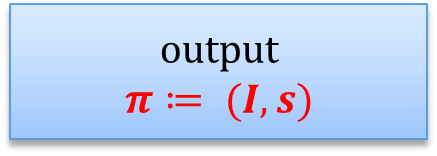 output
π := (I, s)